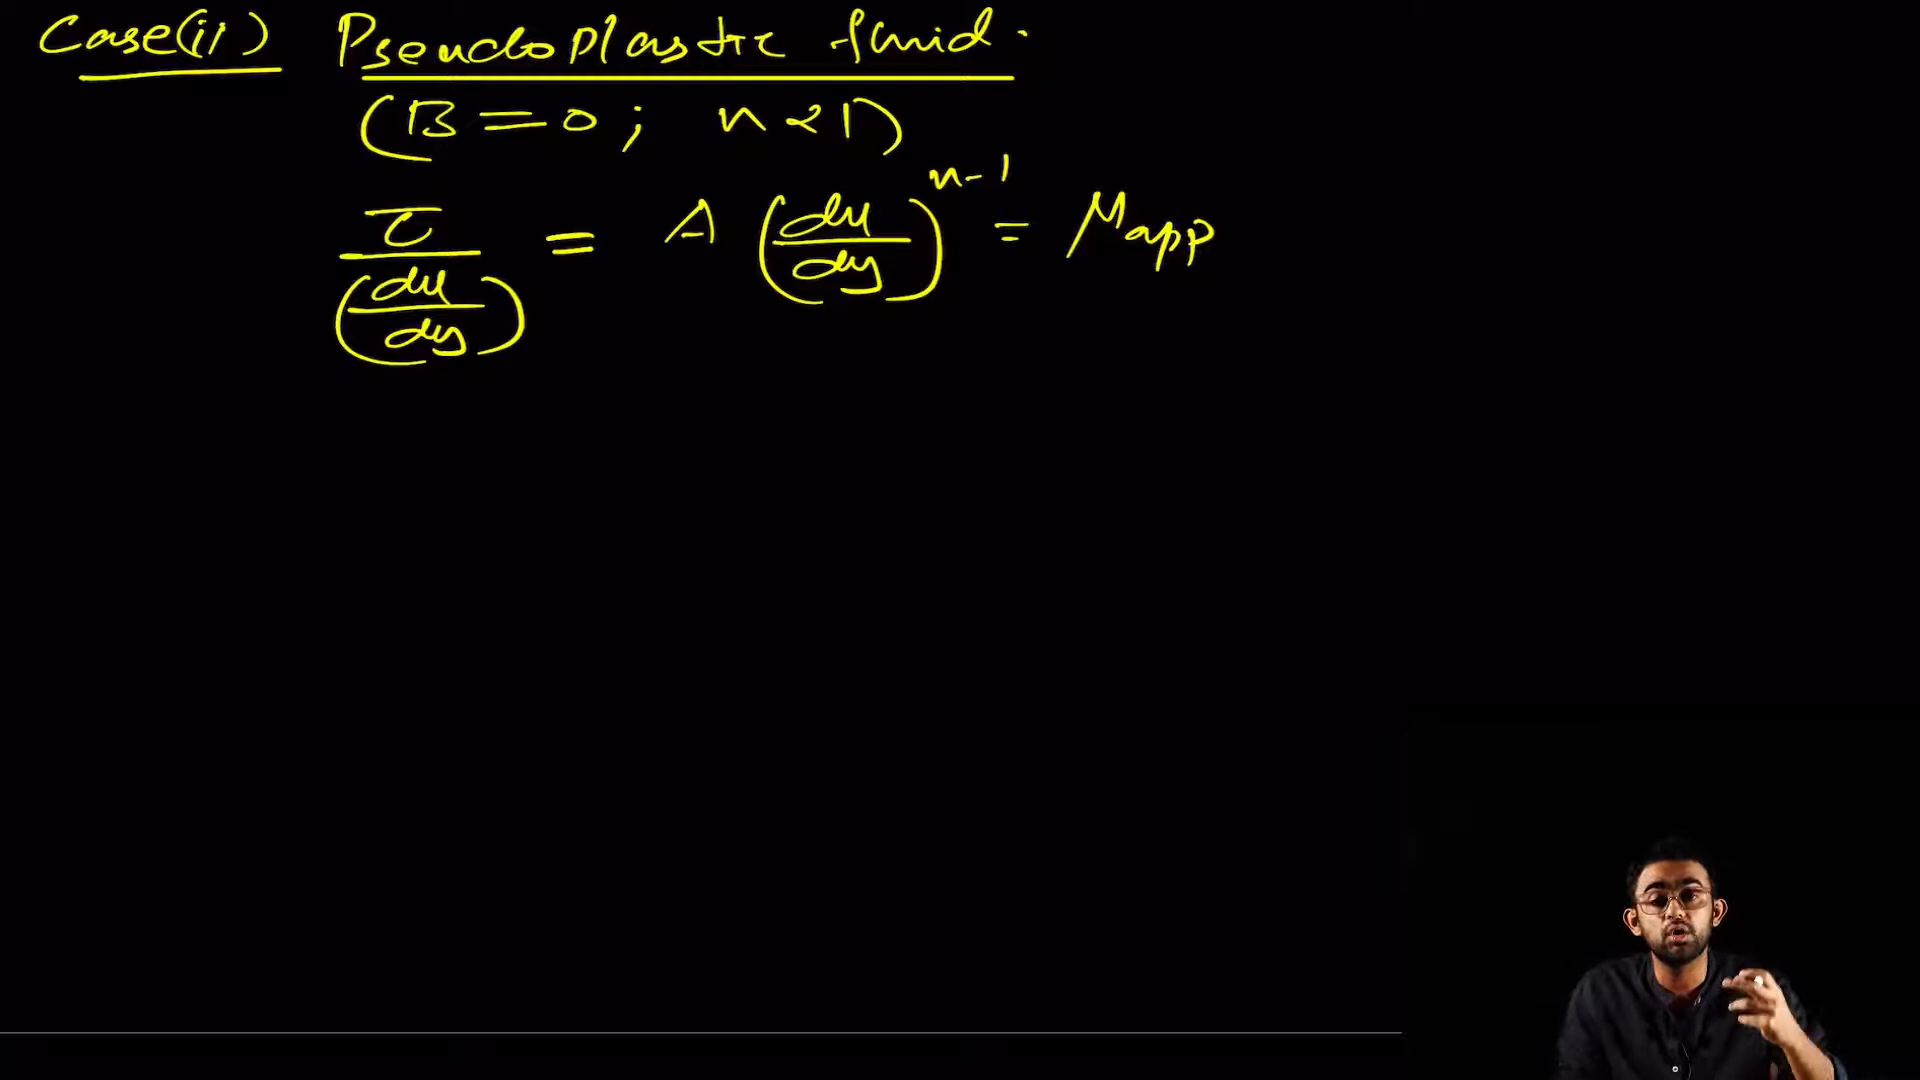 Case(ii) Pseudoplastic fluid.
(B = 0 ; n < 1)
τ / (du/dy) = A (du/dy)^n-1 = μapp